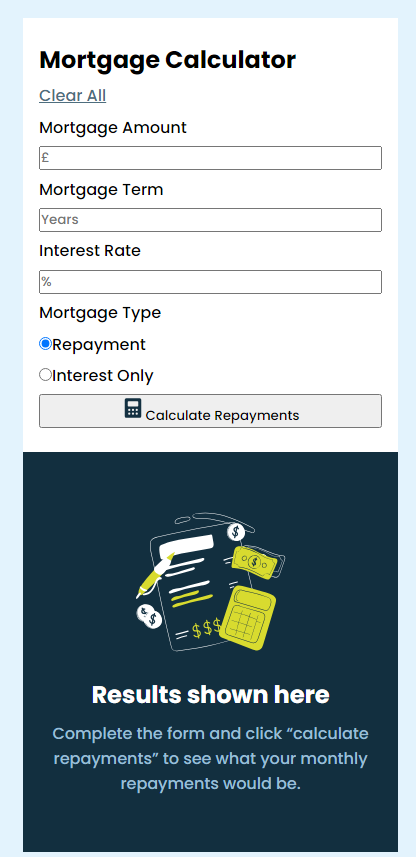 Mortgage Calculator
Clear All
Mortgage Amount
£
Mortgage Term
Years
Interest Rate
%
Mortgage Type
Repayment
Interest Only
Calculate Repayments
$
$
$
$
$$$
Results shown here
Complete the form and click “calculate
repayments” to see what your monthly
repayments would be.